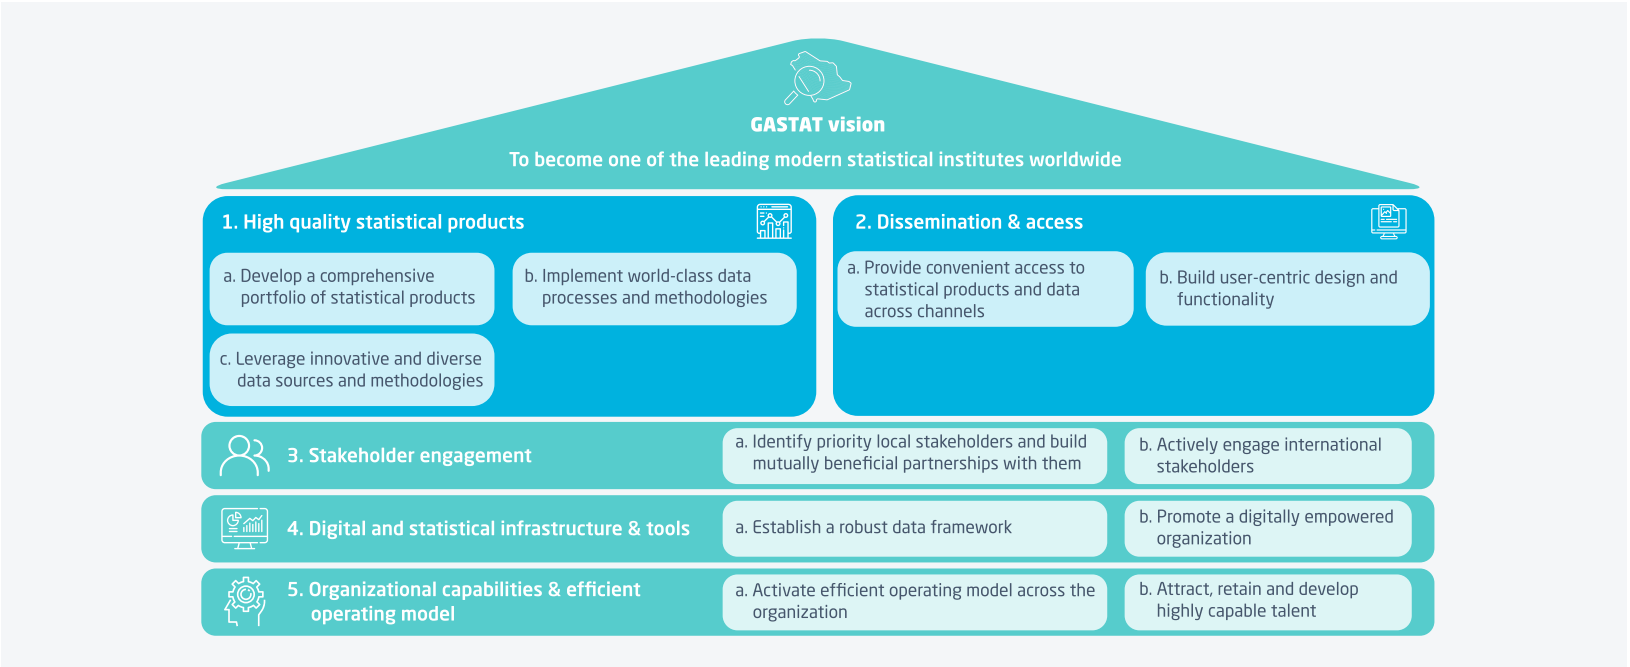 GASTAT vision
To become one of the leading modern statistical institutes worldwide
1. High quality statistical products
a. Develop a comprehensive
portfolio of statistical products
b. Implement world-class data
processes and methodologies
c. Leverage innovative and diverse
data sources and methodologies
2. Dissemination & access
a. Provide convenient access to
statistical products and data
across channels
b. Build user-centric design and
functionality
3. Stakeholder engagement
a. Identify priority local stakeholders and build
mutually beneficial partnerships with them
b. Actively engage international
stakeholders
4. Digital and statistical infrastructure & tools
a. Establish a robust data framework
b. Promote a digitally empowered
organization
5. Organizational capabilities & efficient
operating model
a. Activate efficient operating model across the
organization
b. Attract, retain and develop
highly capable talent